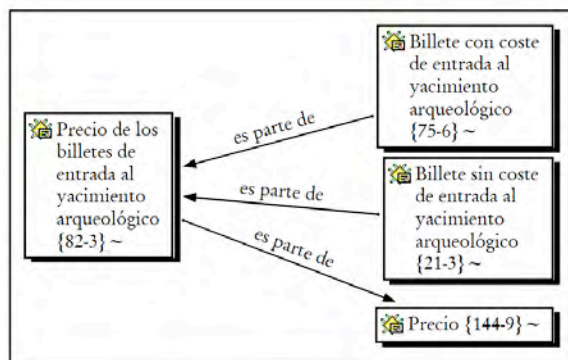 Precio de los
billetes de
entrada al
yacimiento
arqueológico
{82-3} ~
es parte de
es parte de
es parte de
Billete con coste
de entrada al
yacimiento
arqueológico
{75-6} ~
Billete sin coste
de entrada al
yacimiento
arqueológico
{21-3} ~
Precio {144-9} ~